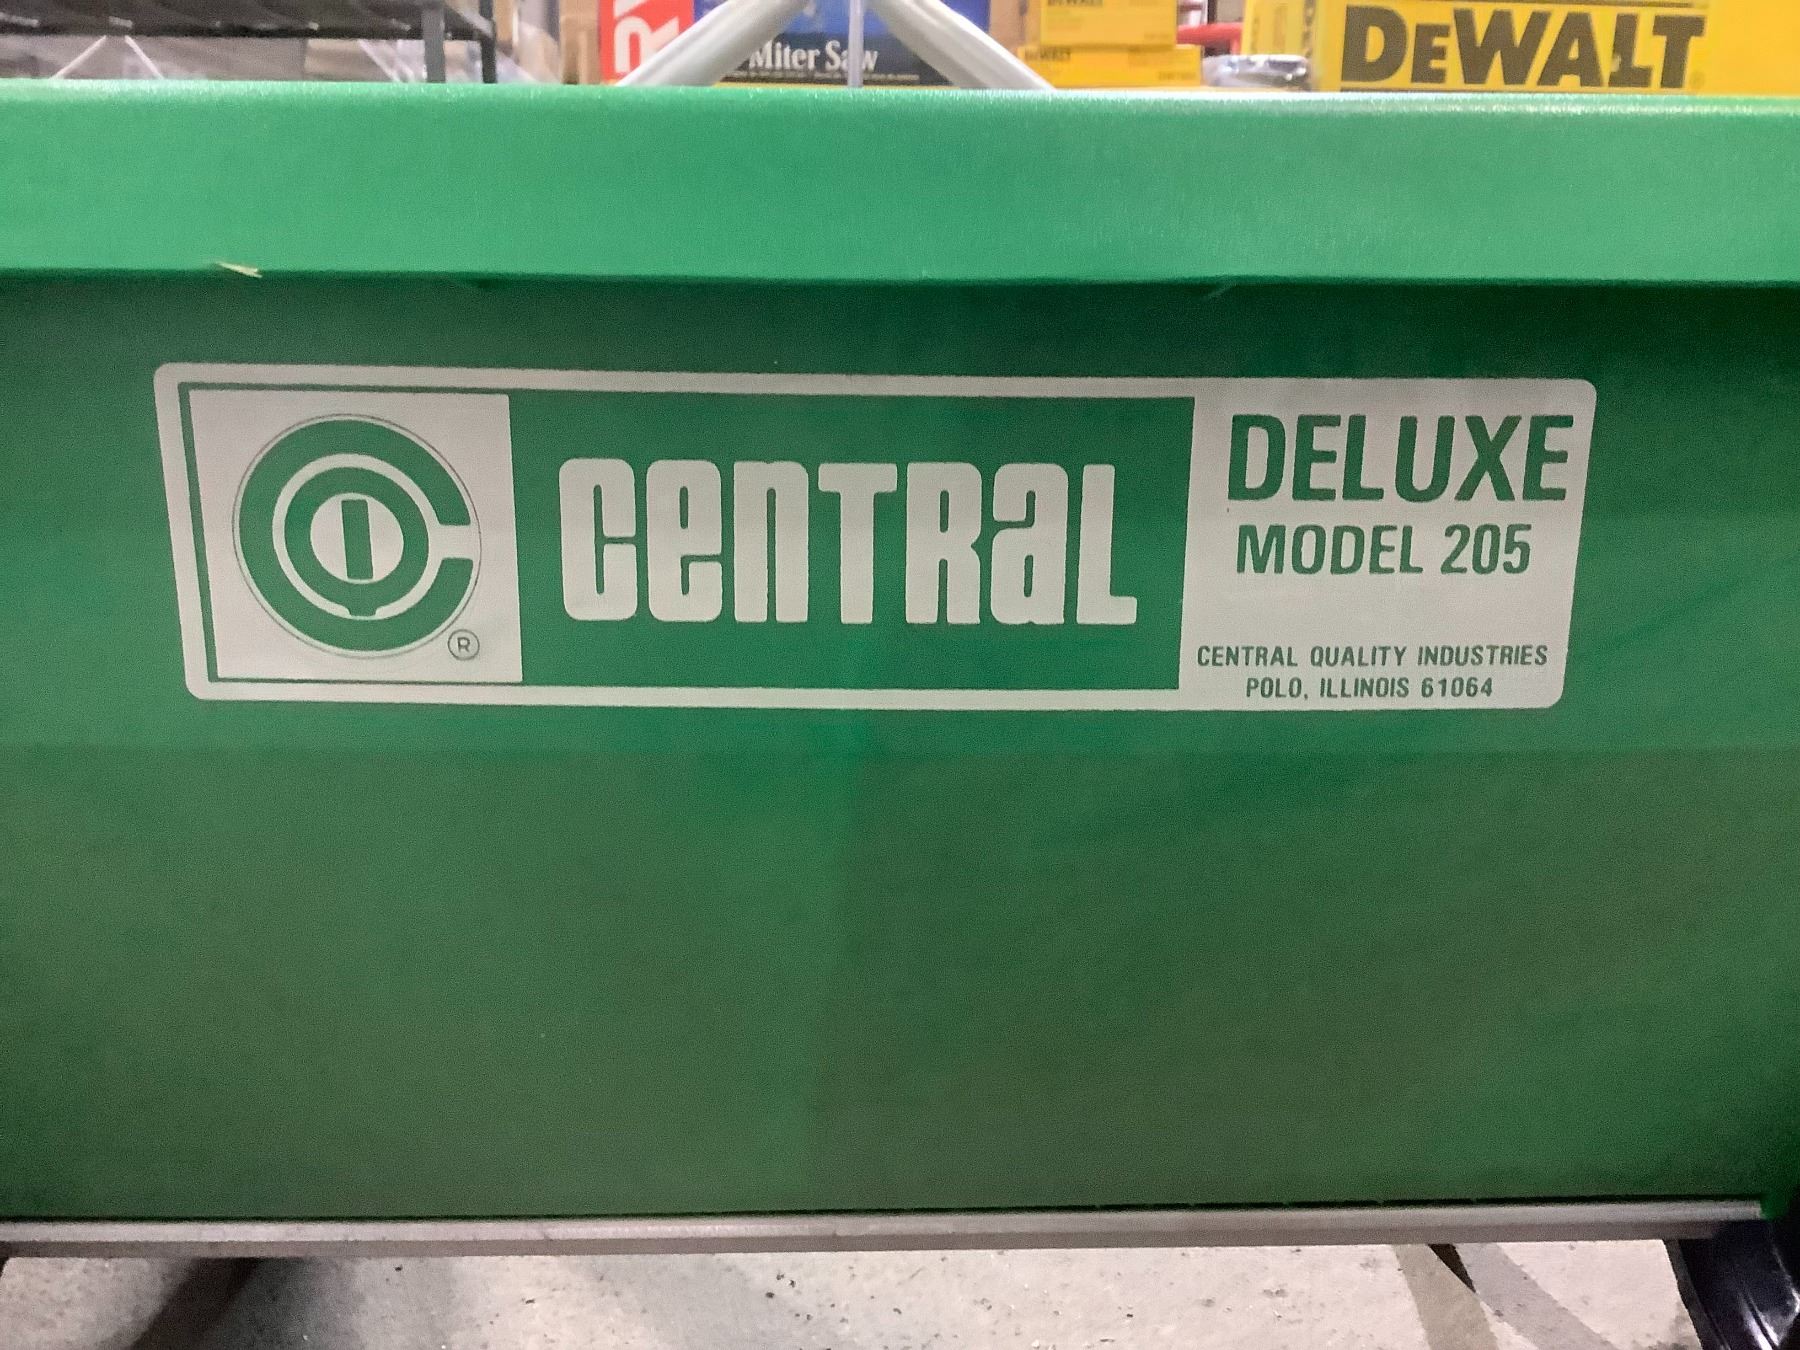 Miter Saw
DEWALT
DEWALT
R
CENTRAL
DELUXE
MODEL 205
CENTRAL QUALITY INDUSTRIES
POLO, ILLINOIS 61064